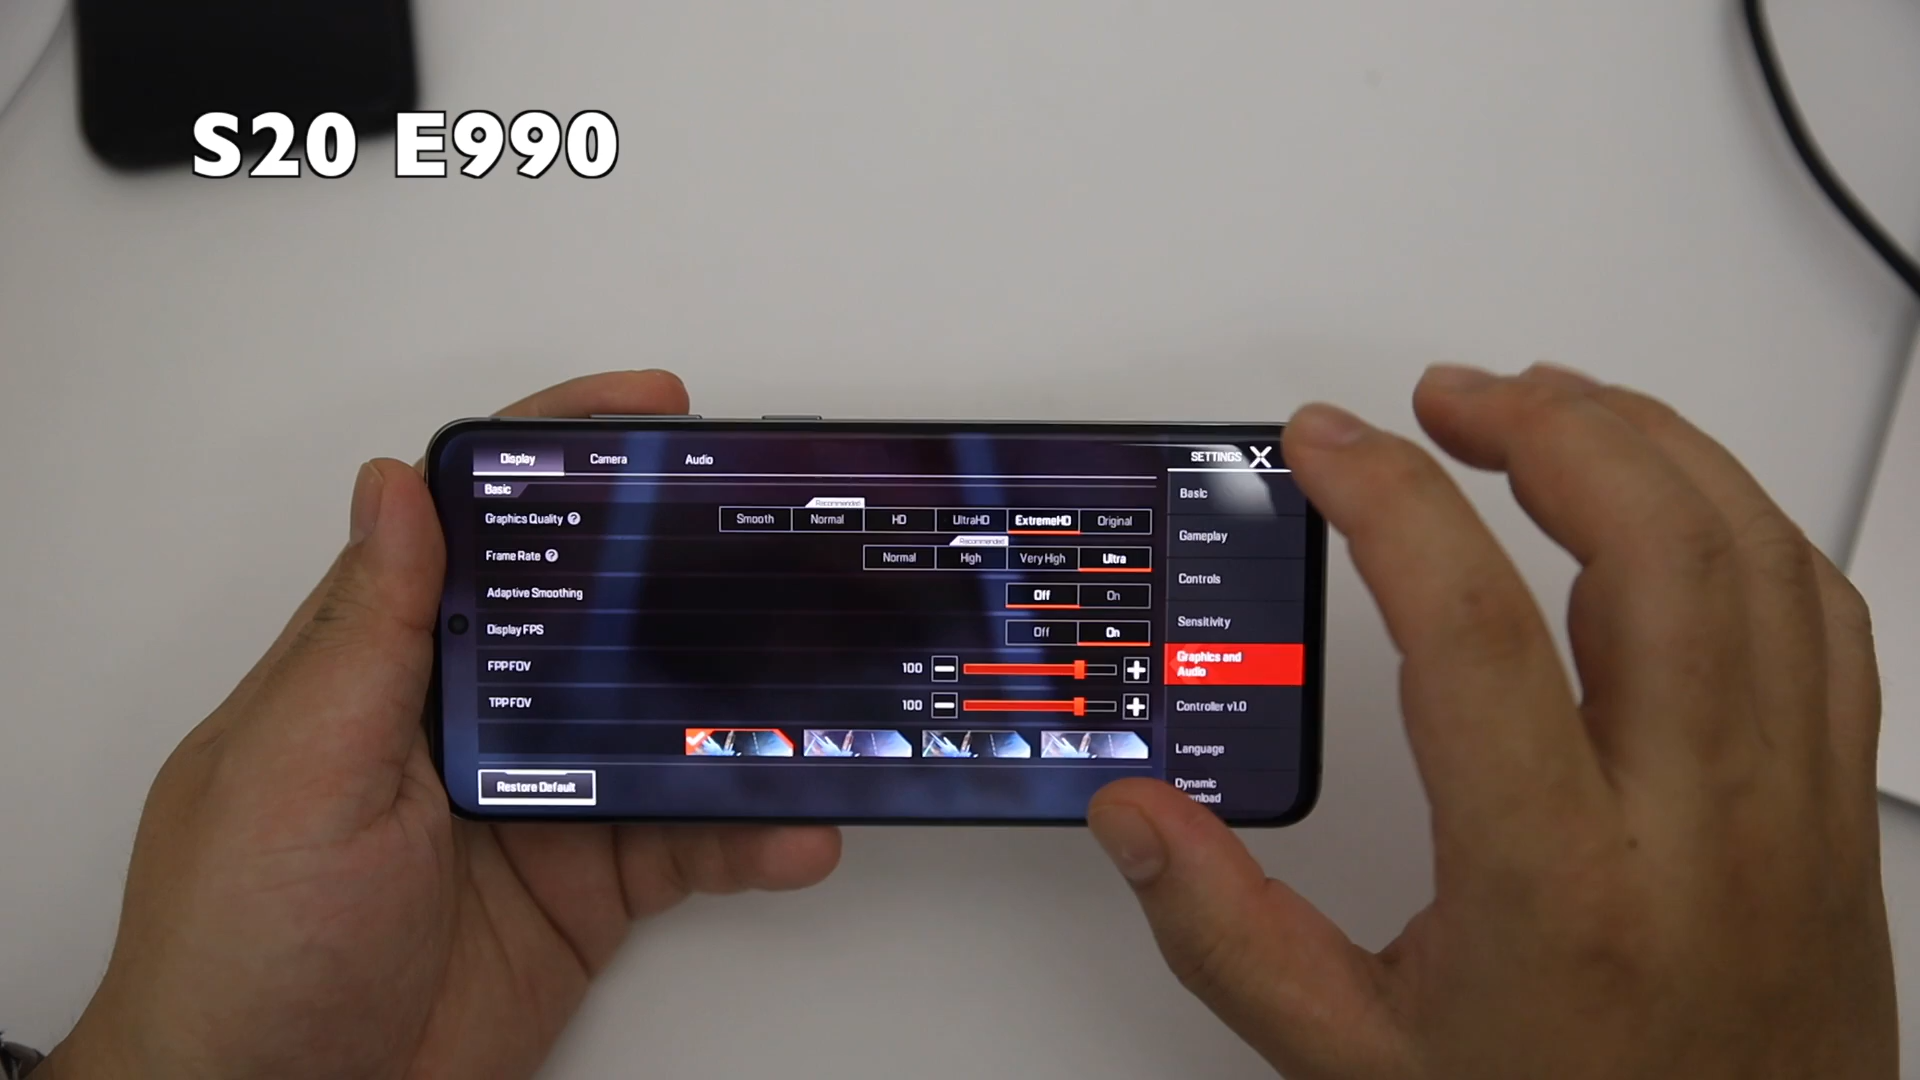 S20 E990
Display Camera Audio
SETTINGS
Basic
Recommended
Graphics Quality ? Smooth Normal HD UltraHD ExtremeHD Original
Recommended
Frame Rate ? Normal High Very High Ultra
Adaptive Smoothing Off On
Display FPS Off On
FPP FOV 100
TPP FOV 100
Restore Default
Basic
Gameplay
Controls
Sensitivity
Graphics and
Audio
Controller v1.0
Language
Dynamic